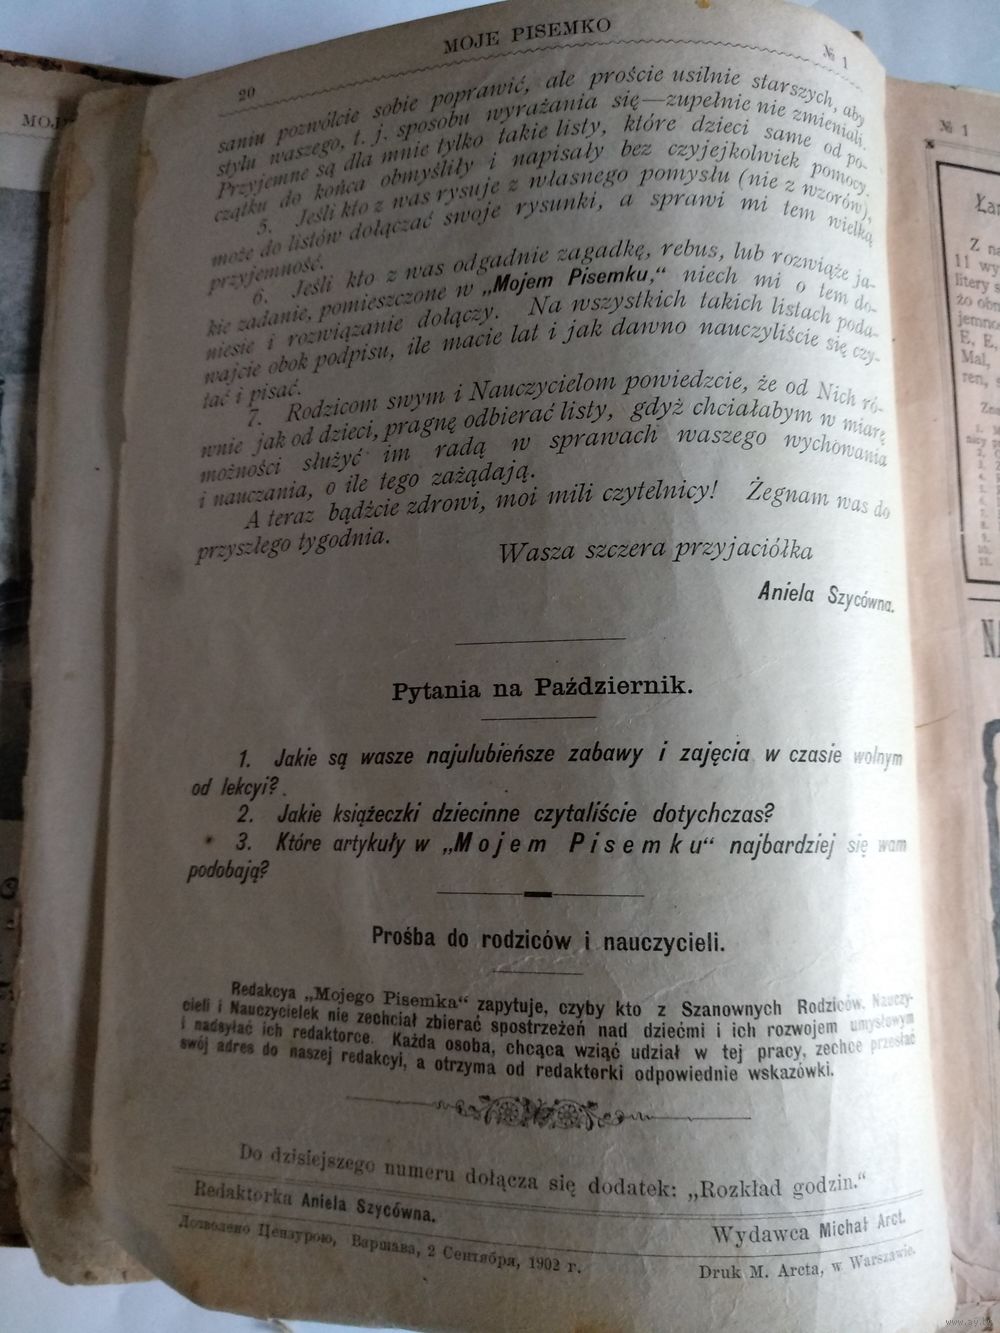 20
MOJE PISEMKO
№ 1
saniu pozwólcie sobie poprawić, ale proście usilnie starszych, aby
stylu waszego, t. j. sposobu wyrażania się—zupełnie nie zmieniali.
Przyjemne są dla mnie tylko takie listy, które dzieci same od po-
czątku do końca obmyśliły i napisały bez czyjejkolwiek pomocy.
5. Jeśli kto z was rysuje z własnego pomysłu (nie z wzorów),
może do listów dołączać swoje rysunki, a sprawi mi tem wielką
przyjemność.
6. Jeśli kto z was odgadnie zagadkę, rebus, lub rozwiąże ja-
kie zadanie, pomieszczone w „Mojem Pisemku,“ niech mi o tem do-
niesie i rozwiązanie dołączy. Na wszystkich takich listach poda-
wajcie obok podpisu, ile macie lat i jak dawno nauczyliście się czy-
tać i pisać.
7. Rodzicom swym i Nauczycielom powiedzcie, że od Nich ró-
wnie jak od dzieci, pragnę odbierać listy, gdyż chciałabym w miarę
możności służyć im radą w sprawach waszego wychowania
i nauczania, o ile tego zażądają.
A teraz bądźcie zdrowi, moi mili czytelnicy! Żegnam was do
przyszłego tygodnia.
Wasza szczera przyjaciółka
Aniela Szycówna.
Pytania na Październik.
1. Jakie są wasze najulubieńsze zabawy i zajęcia w czasie wolnym
od lekcyi?
2. Jakie książeczki dziecinne czytaliście dotychczas?
3. Które artykuły w „Mojem Pisemku“ najbardziej się wam
podobają?
Prośba do rodziców i nauczycieli.
Redakcya „Mojego Pisemka“ zapytuje, czyby kto z Szanownych Rodziców, Nauczy-
cieli i Nauczycielek nie zechciał zbierać spostrzeżeń nad dziećmi i ich rozwojem umysłowym
i nadsyłać ich redaktorce. Każda osoba, chcąca wziąć udział w tej pracy, zechce przesłać
swój adres do naszej redakcyi, a otrzyma od redaktorki odpowiednie wskazówki.
Do dzisiejszego numeru dołącza się dodatek: „Rozkład godzin.“
Redaktorka Aniela Szycówna.
Wydawca Michał Arct.
Дозволено Цензурою, Варшава, 2 Сентября, 1902 г.
Druk M. Arcta, w Warszawie.
№ 1
Z na
11 wy
litery s
żo obr
jemno
E, E,
Mal,
ren, s